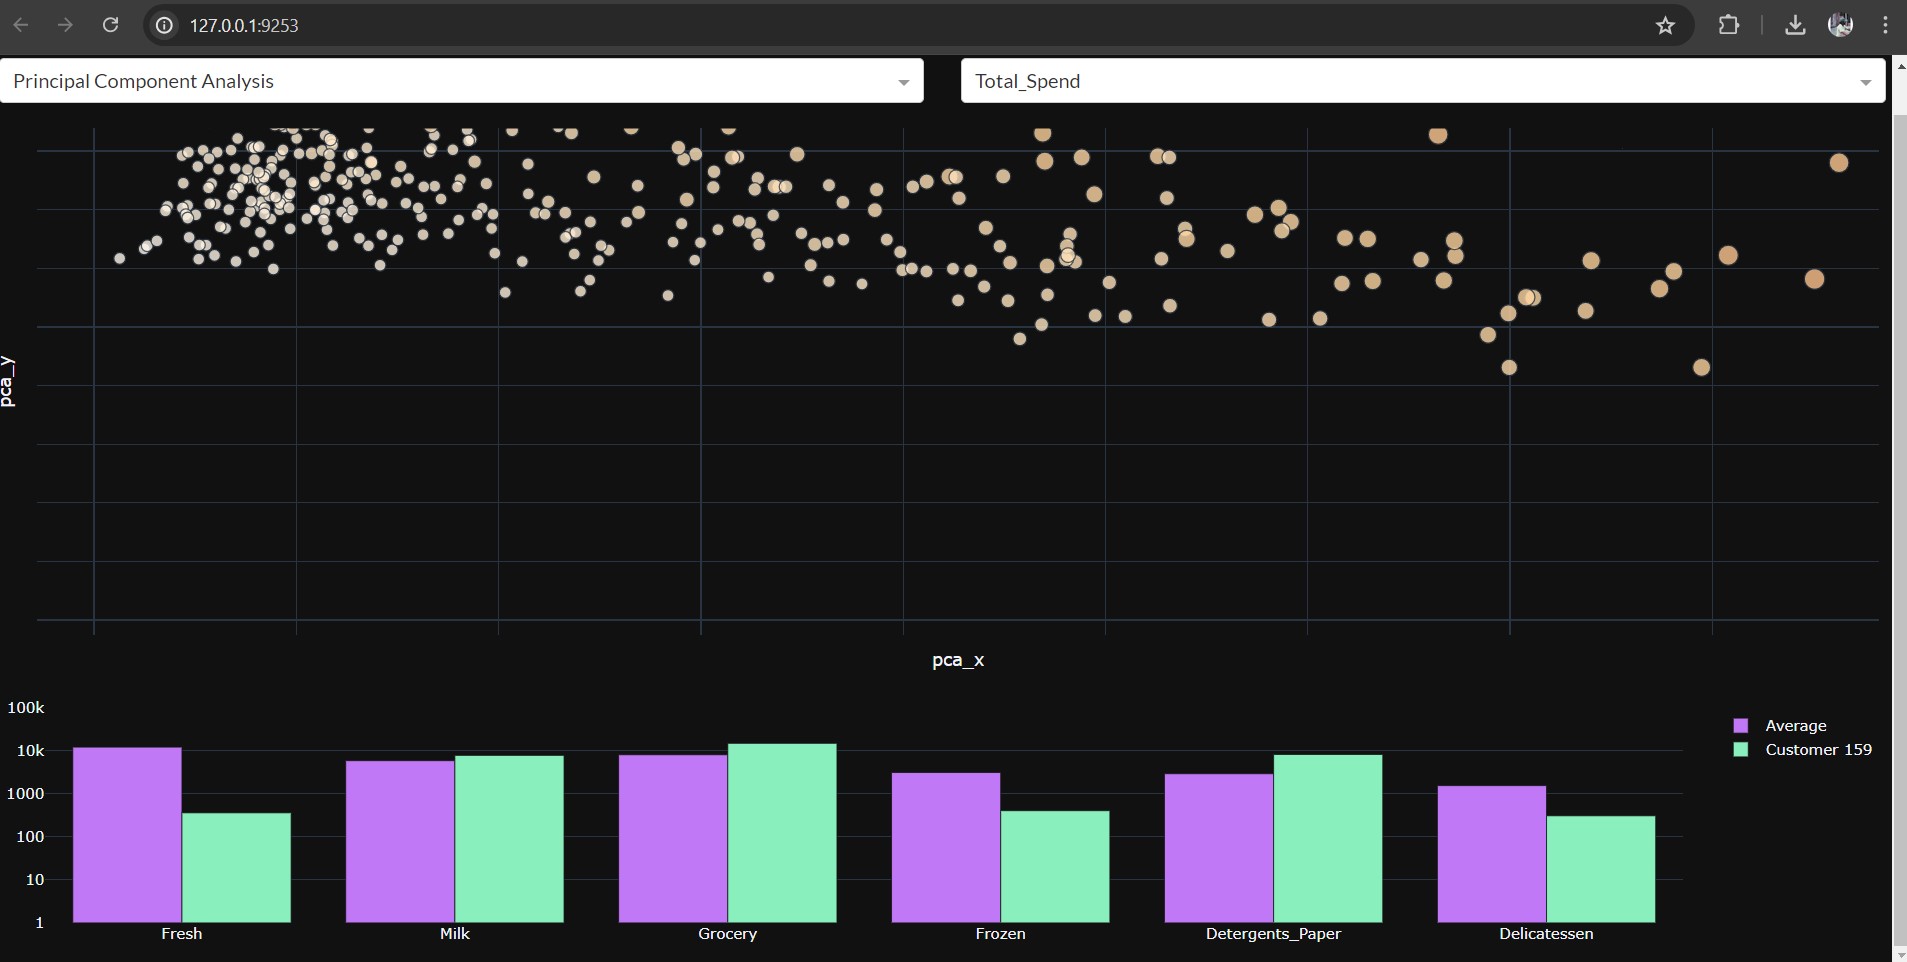 127.0.0.1:9253
Principal Component Analysis
Total_Spend
pca_y
pca_x
100k
10k
1000
100
10
1
Average
Customer 159
Fresh
Milk
Grocery
Frozen
Detergents_Paper
Delicatessen